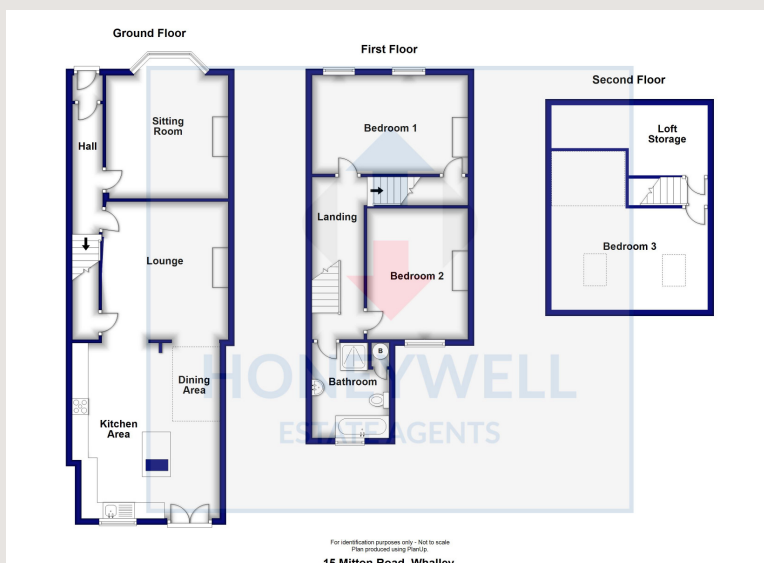 Ground Floor
First Floor
Second Floor
Sitting
Room
Hall
Lounge
Dining
Area
Kitchen
Area
Bedroom 1
Landing
Bedroom 2
B
Bathroom
Loft
Storage
Bedroom 3
HONEYWELL
ESTATE AGENTS
For identification purposes only - Not to scale
Plan produced using PlanUp.
15 Mitton Road, Whalley